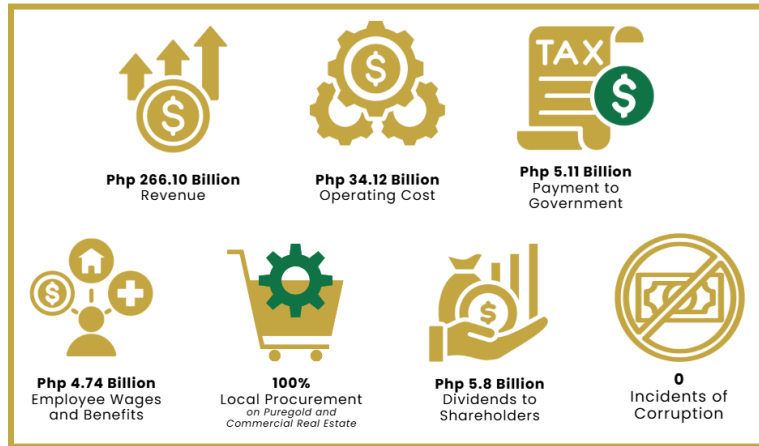 TAX
$
$
$
Php 266.10 Billion
Revenue
Php 34.12 Billion
Operating Cost
Php 5.11 Billion
Payment to
Government
$
$
Php 4.74 Billion
Employee Wages
and Benefits
100%
Local Procurement
on Puregold and
Commercial Real Estate
Php 5.8 Billion
Dividends to
Shareholders
0
Incidents of
Corruption